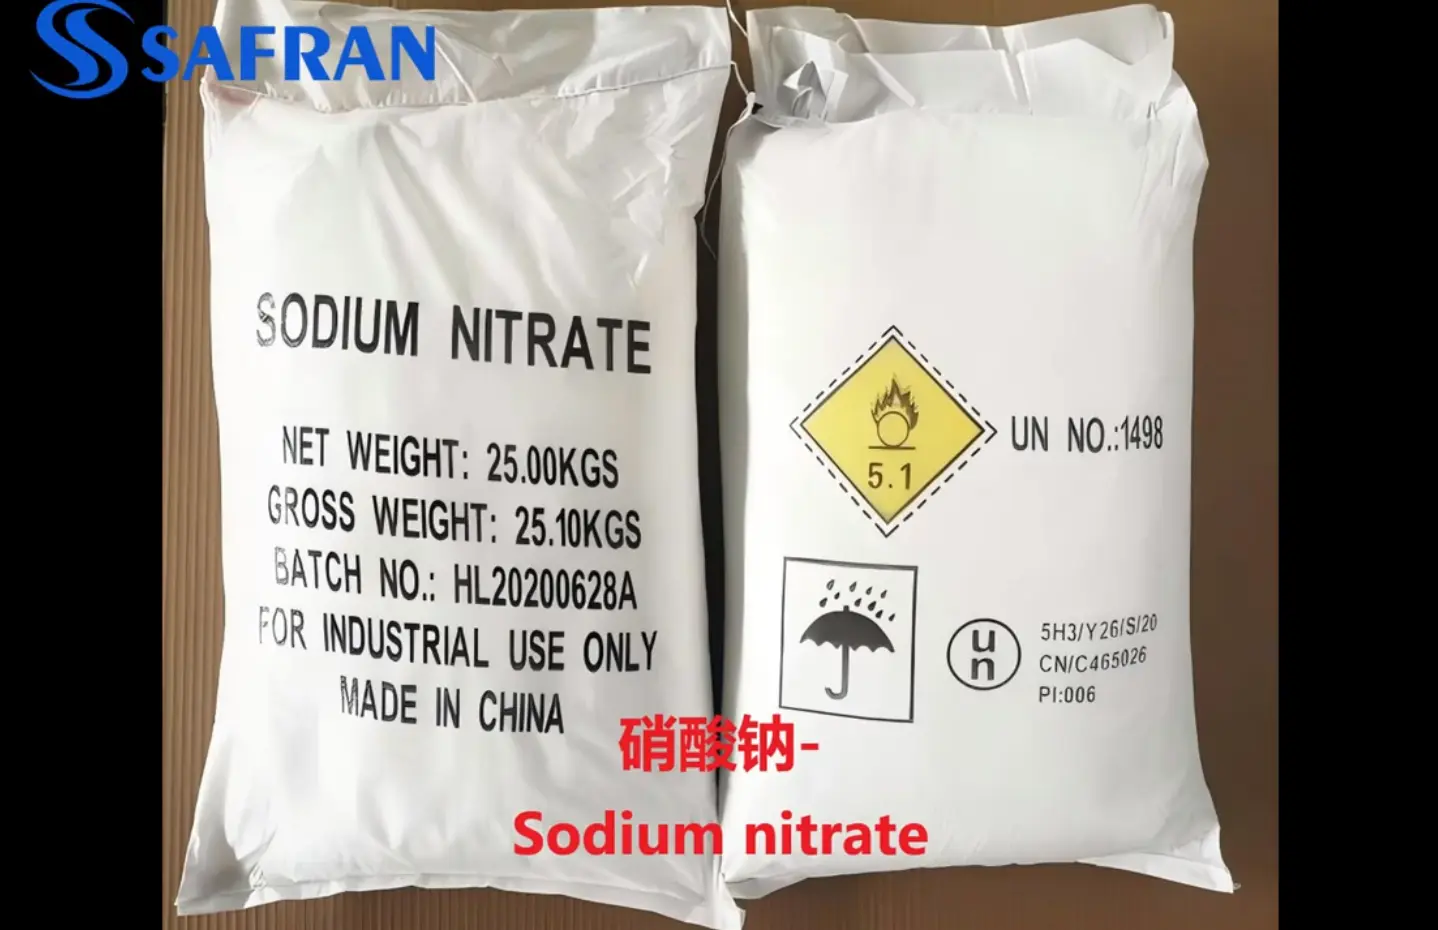 SAFRAN
SODIUM NITRATE
NET WEIGHT: 25.00KGS
GROSS WEIGHT: 25.10KGS
BATCH NO.: HL20200628A
FOR INDUSTRIAL USE ONLY
MADE IN CHINA
5.1
UN NO.:1498
un
5H3/Y26/S/20
CN/C465026
PI:006
硝酸钠-
Sodium nitrate